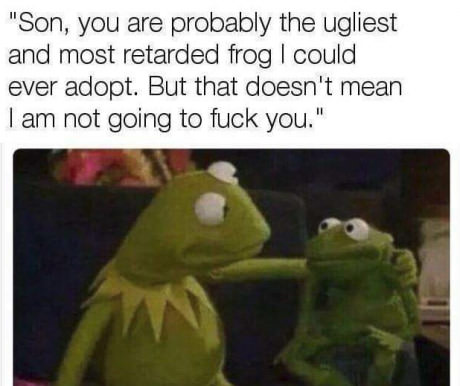 "Son, you are probably the ugliest
and most retarded frog I could
ever adopt. But that doesn't mean
I am not going to fuck you."